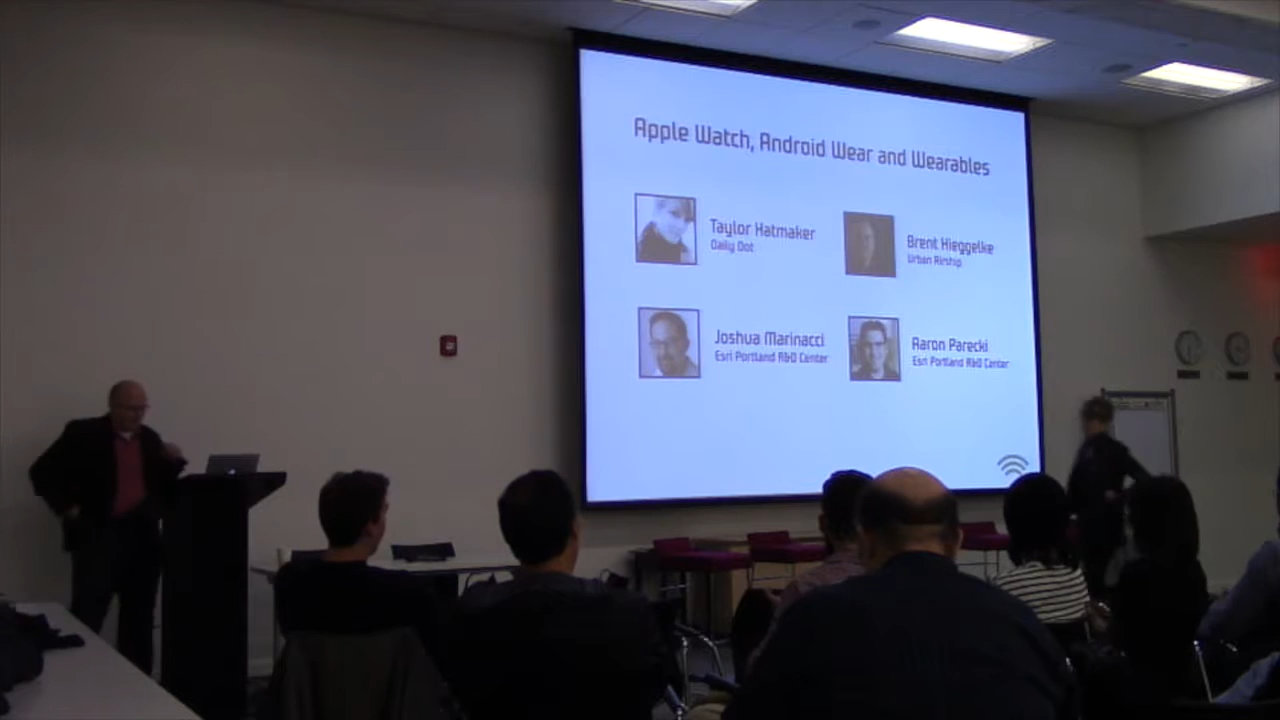 Apple Watch, Android Wear and Wearables
Taylor Hatmaker
Daily Dot
Brent Hieggelke
Urban Airship
Joshua Marinacci
Esri Portland R&D Center
Aaron Parecki
Esri Portland R&D Center